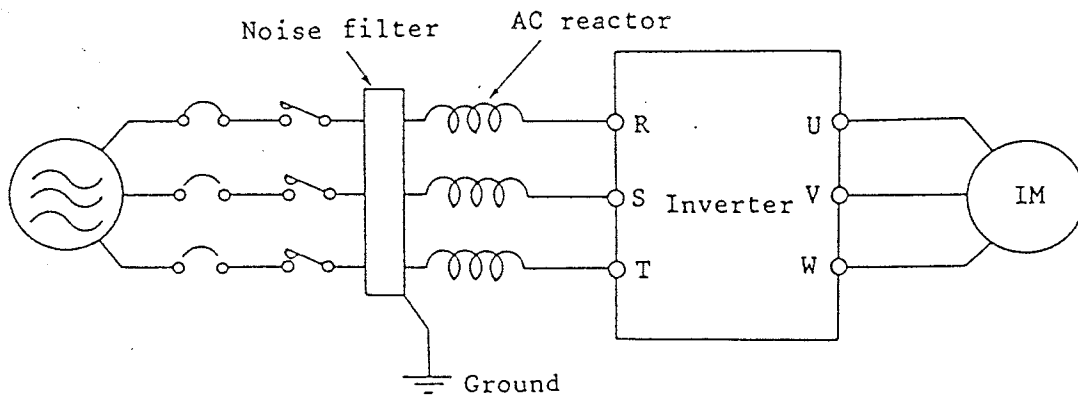 Noise filter
AC reactor
R
U
S
Inverter
V
IM
T
W
Ground